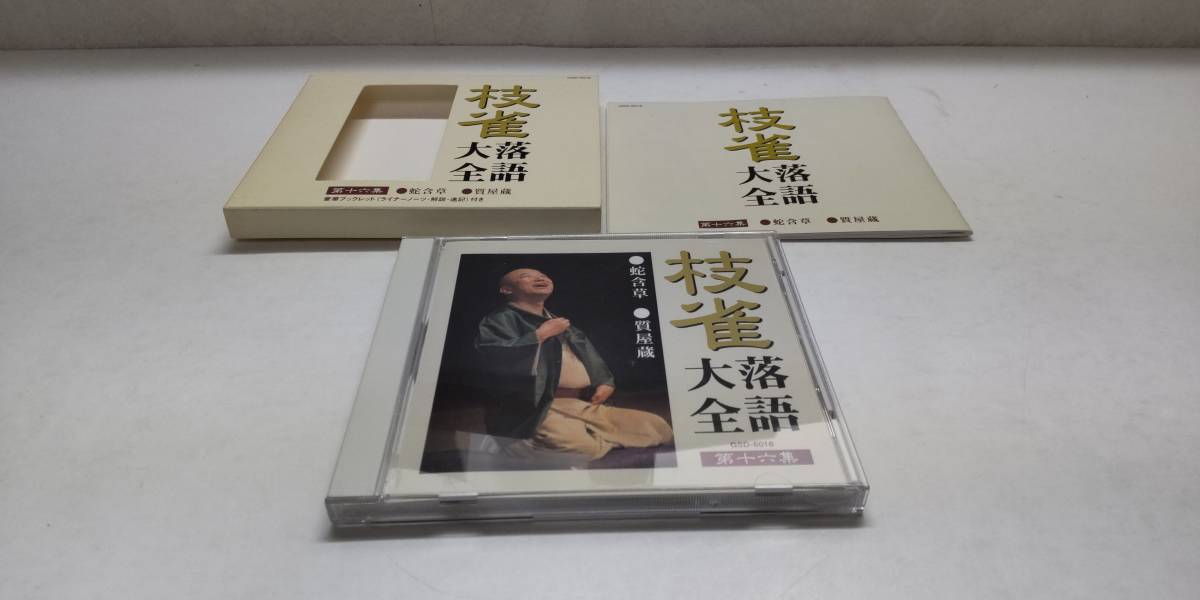 枝雀
落語
大全
第十六集 ●蛇含草 ●質屋蔵
豪華ブックレット(ライナーノーツ・解説・速記)付き
枝雀
落語
大全
第十六集 ●蛇含草 ●質屋蔵
枝雀
落語
大全
GSD-6016
第十六集
●蛇含草 ●質屋蔵